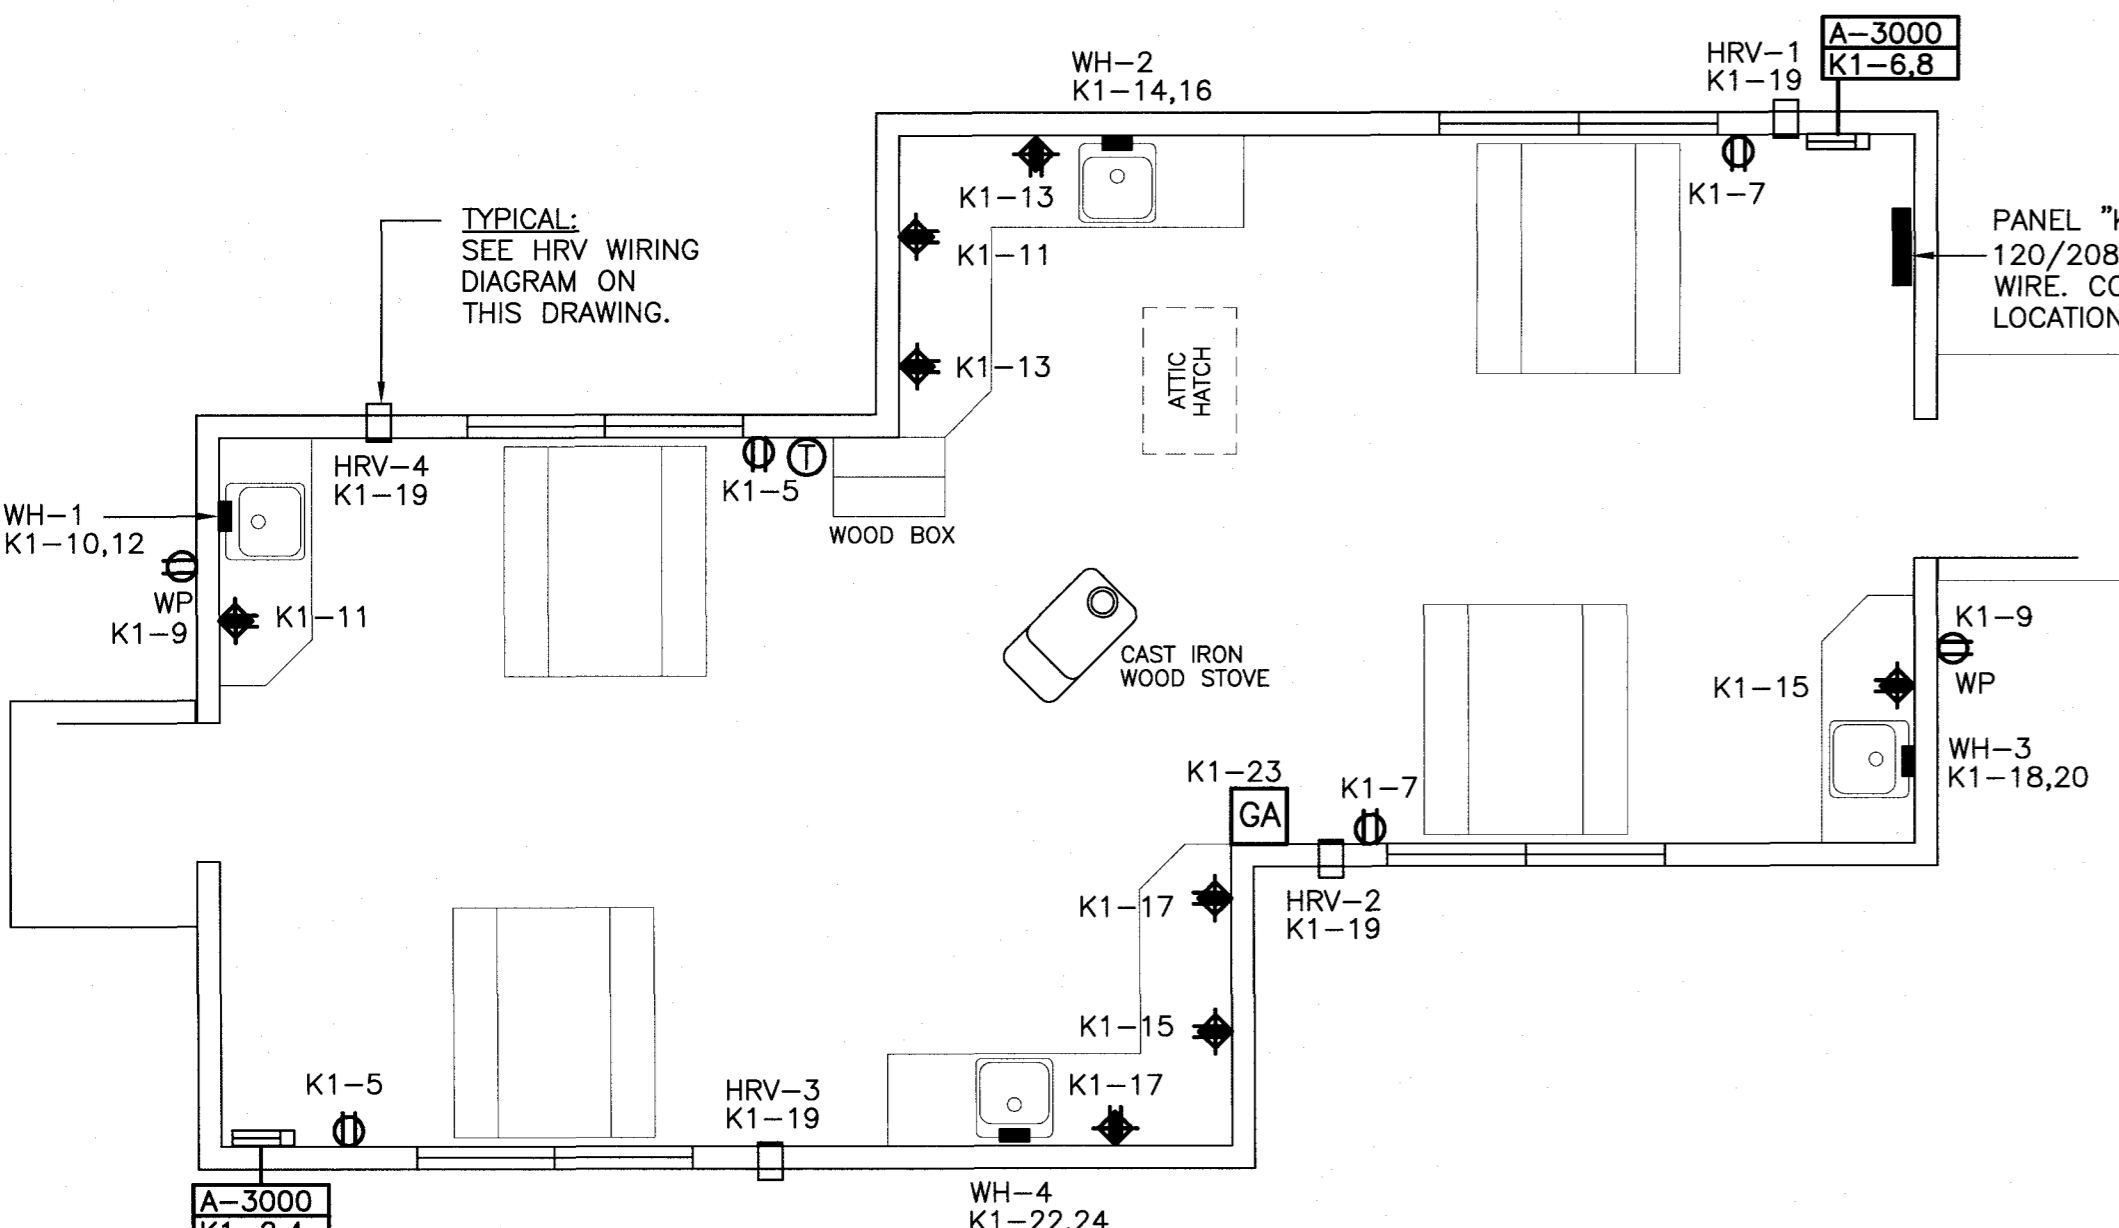 A-3000
K1-6,8
HRV-1
K1-19
WH-2
K1-14,16
K1-13
K1-7
TYPICAL:
SEE HRV WIRING
DIAGRAM ON
THIS DRAWING.
K1-11
PANEL "K
120/208
WIRE. CO
LOCATION
K1-13
ATTIC
HATCH
HRV-4
K1-19
T
K1-5
WOOD BOX
WH-1
K1-10,12
WP
K1-9
K1-11
CAST IRON
WOOD STOVE
K1-9
WP
K1-15
WH-3
K1-18,20
K1-23
GA
K1-7
HRV-2
K1-19
K1-17
K1-15
K1-17
K1-5
HRV-3
K1-19
A-3000
K1-2,4
WH-4
K1-22,24